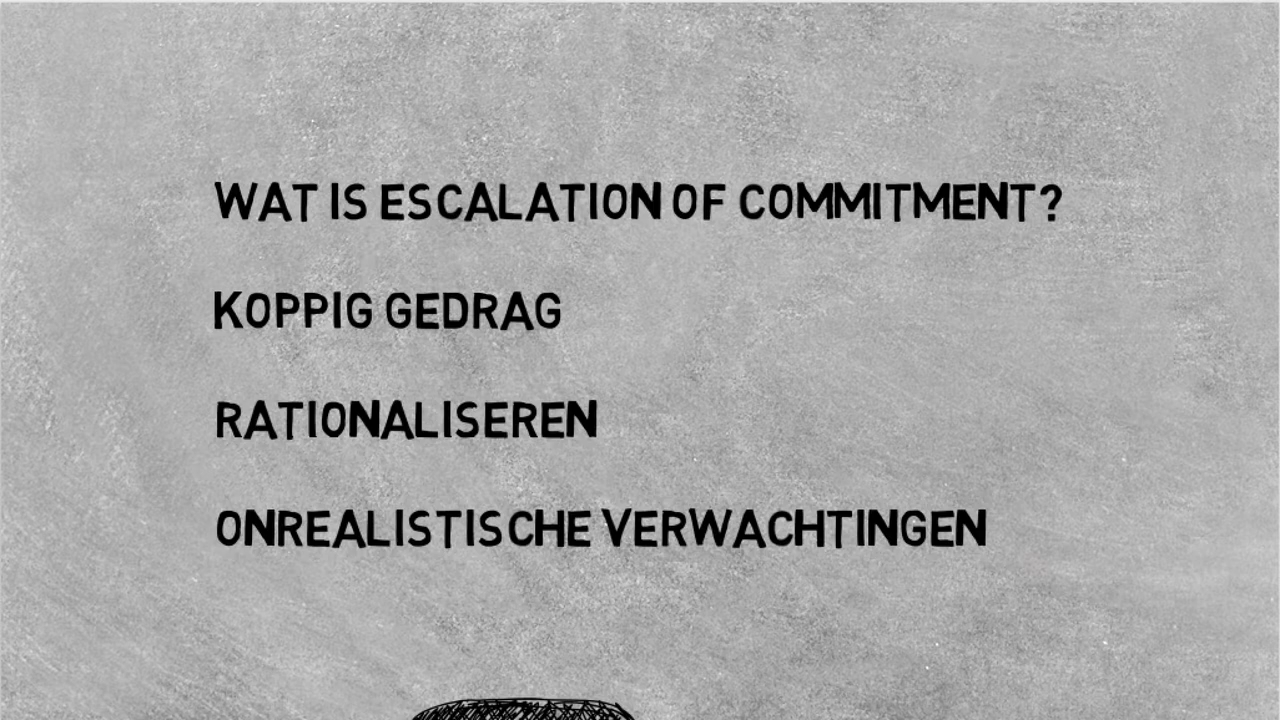 WAT IS ESCALATION OF COMMITMENT?
KOPPIG GEDRAG
RATIONALISEREN
ONREALISTISCHE VERWACHTINGEN